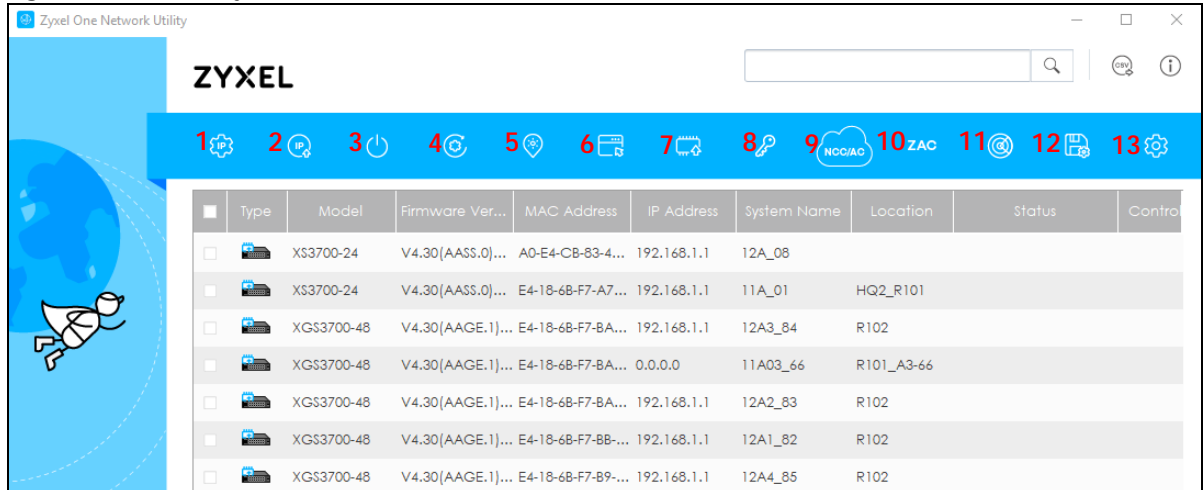 Zyxel One Network Utility
ZYXEL
CSV
1 IP 2 IP 3 4 5 6 7 8 9 NCC/AC 10 ZAC 11 12 13
Type Model Firmware Ver... MAC Address IP Address System Name Location Status Control
XS3700-24 V4.30(AASS.0)... A0-E4-CB-83-4... 192.168.1.1 12A_08
XS3700-24 V4.30(AASS.0)... E4-18-6B-F7-A7... 192.168.1.1 11A_01 HQ2_R101
XGS3700-48 V4.30(AAGE.1)... E4-18-6B-F7-BA... 192.168.1.1 12A3_84 R102
XGS3700-48 V4.30(AAGE.1)... E4-18-6B-F7-BA... 0.0.0.0 11A03_66 R101_A3-66
XGS3700-48 V4.30(AAGE.1)... E4-18-6B-F7-BA... 192.168.1.1 12A2_83 R102
XGS3700-48 V4.30(AAGE.1)... E4-18-6B-F7-BB-... 192.168.1.1 12A1_82 R102
XGS3700-48 V4.30(AAGE.1)... E4-18-6B-F7-B9-... 192.168.1.1 12A4_85 R102